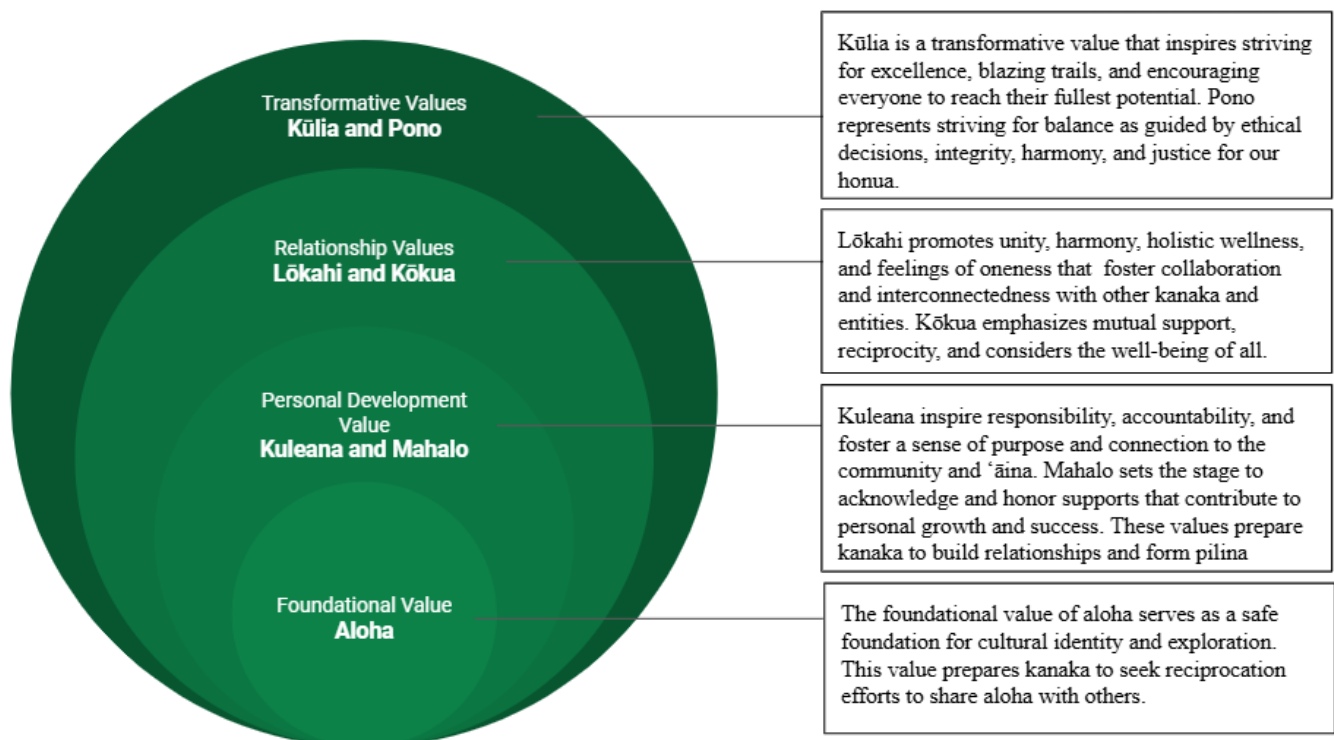 Transformative Values
Kūlia and Pono
Kūlia is a transformative value that inspires striving
for excellence, blazing trails, and encouraging
everyone to reach their fullest potential. Pono
represents striving for balance as guided by ethical
decisions, integrity, harmony, and justice for our
honua.
Relationship Values
Lōkahi and Kōkua
Lōkahi promotes unity, harmony, holistic wellness,
and feelings of oneness that  foster collaboration
and interconnectedness with other kanaka and
entities. Kōkua emphasizes mutual support,
reciprocity, and considers the well-being of all.
Personal Development
Value
Kuleana and Mahalo
Kuleana inspire responsibility, accountability, and
foster a sense of purpose and connection to the
community and ʻāina. Mahalo sets the stage to
acknowledge and honor supports that contribute to
personal growth and success. These values prepare
kanaka to build relationships and form pilina
Foundational Value
Aloha
The foundational value of aloha serves as a safe
foundation for cultural identity and exploration.
This value prepares kanaka to seek reciprocation
efforts to share aloha with others.